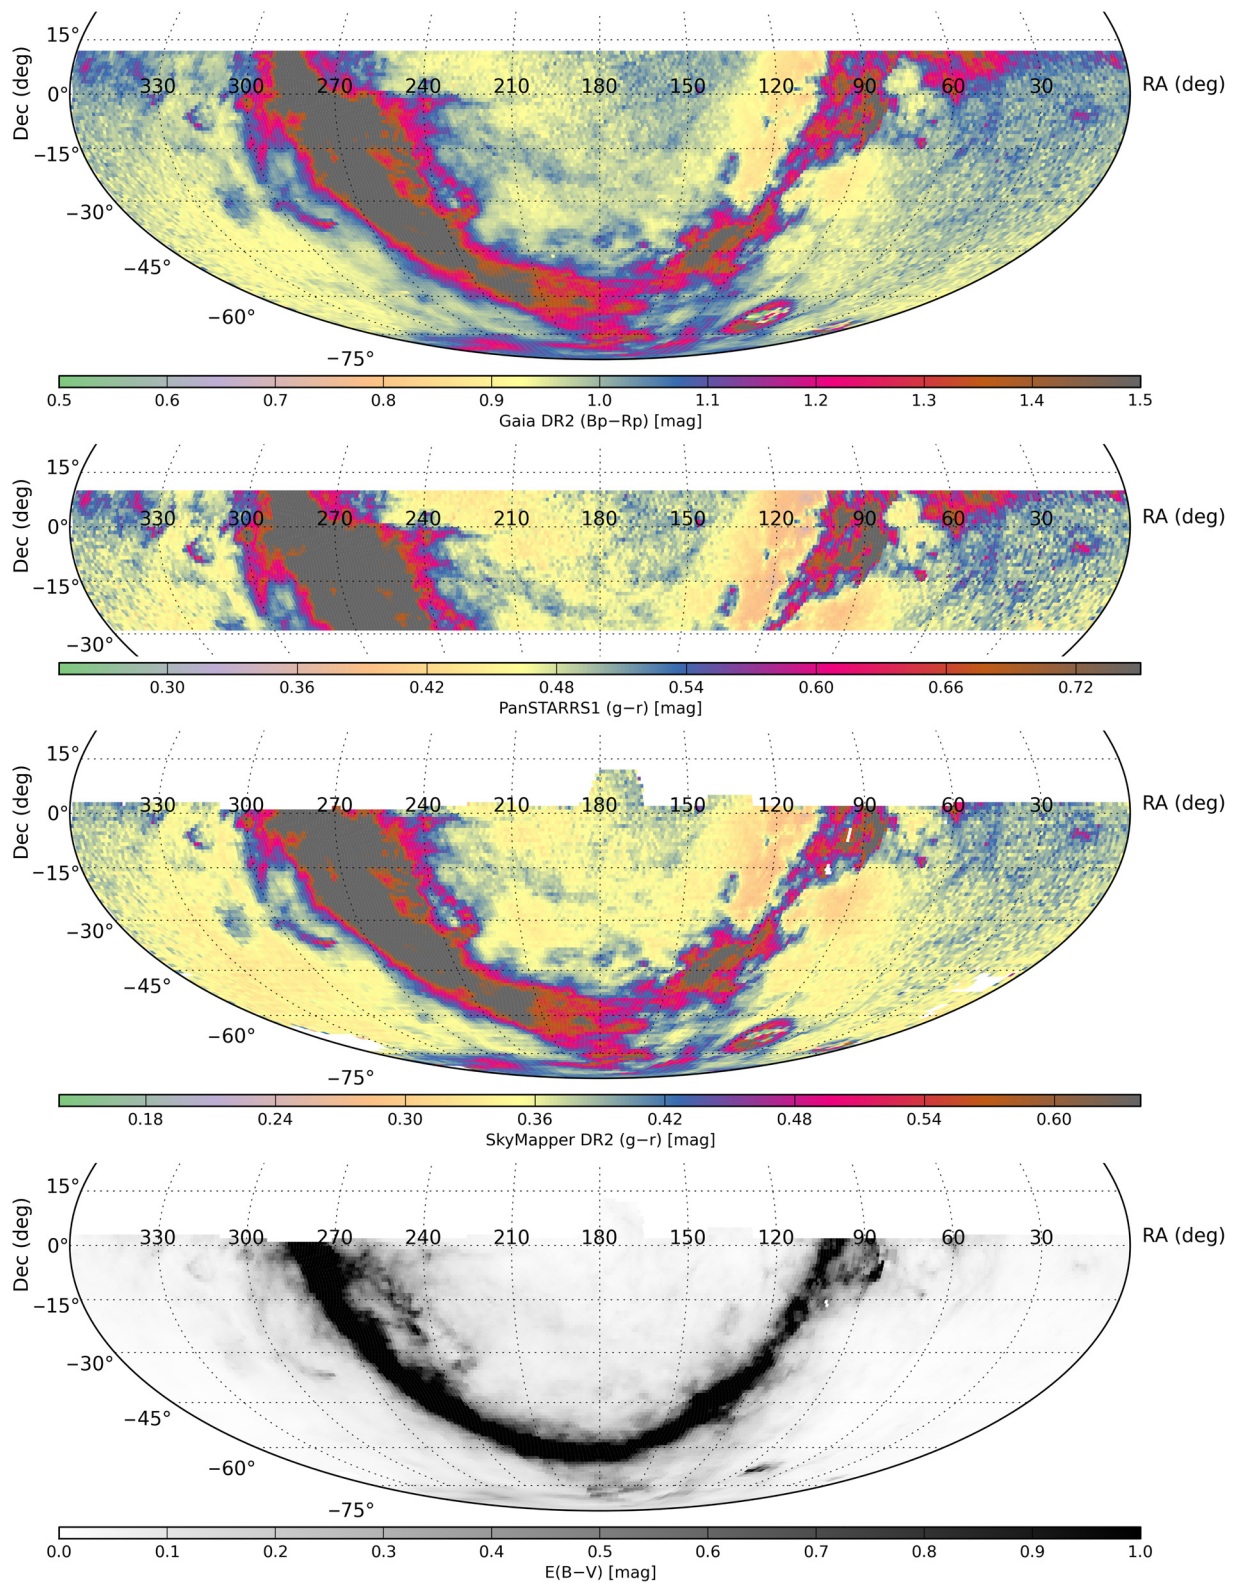 15°
Dec (deg)
330 300 270 240 210 180 150 120 90 60 30 RA (deg)
0°
−15°
−30°
−45°
−60°
−75°
0.5 0.6 0.7 0.8 0.9 1.0 1.1 1.2 1.3 1.4 1.5
Gaia DR2 (Bp−Rp) [mag]
15°
Dec (deg)
330 300 270 240 210 180 150 120 90 60 30 RA (deg)
0°
−15°
−30°
0.30 0.36 0.42 0.48 0.54 0.60 0.66 0.72
PanSTARRS1 (g−r) [mag]
15°
Dec (deg)
330 300 270 240 210 180 150 120 90 60 30 RA (deg)
0°
−15°
−30°
−45°
−60°
−75°
0.18 0.24 0.30 0.36 0.42 0.48 0.54 0.60
SkyMapper DR2 (g−r) [mag]
15°
Dec (deg)
330 300 270 240 210 180 150 120 90 60 30 RA (deg)
0°
−15°
−30°
−45°
−60°
−75°
0.0 0.1 0.2 0.3 0.4 0.5 0.6 0.7 0.8 0.9 1.0
E(B−V) [mag]